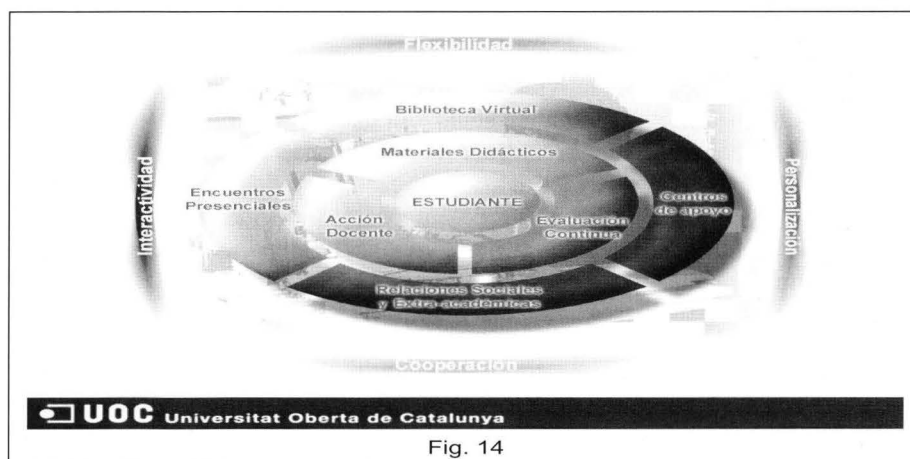 Flexibilidad
Biblioteca Virtual
Materiales Didácticos
Interactividad
Personalización
Encuentros
Presenciales
ESTUDIANTE
Centros
de apoyo
Acción
Docente
Evaluación
Contínua
Relaciones Sociales
y Extra-académicas
Cooperación
UOC Universitat Oberta de Catalunya
Fig. 14